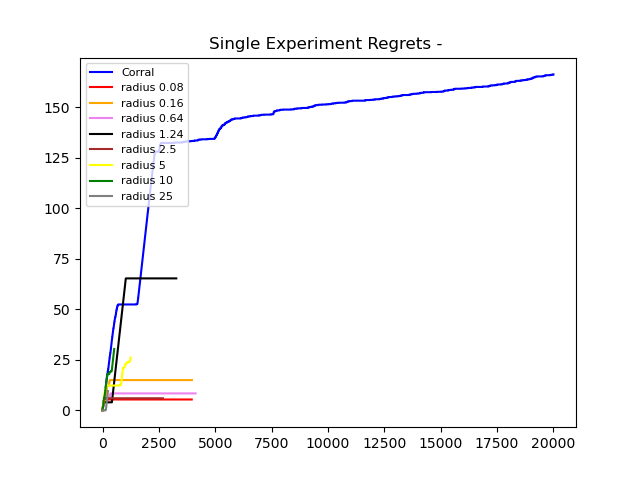 Single Experiment Regrets -
Corral
radius 0.08
radius 0.16
radius 0.64
radius 1.24
radius 2.5
radius 5
radius 10
radius 25
150
125
100
75
50
25
0
0 2500 5000 7500 10000 12500 15000 17500 20000